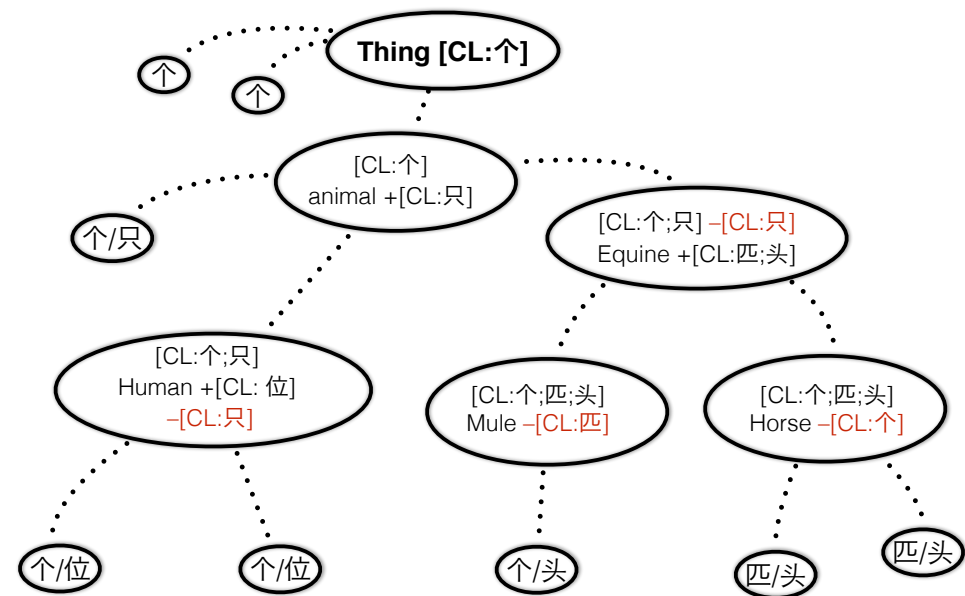 Thing [CL:个]
个
个
[CL:个]
animal +[CL:只]
个/只
[CL:个;只] –[CL:只]
Equine +[CL:匹;头]
[CL:个;只]
Human +[CL: 位]
–[CL:只]
[CL:个;匹;头]
Mule –[CL:匹]
[CL:个;匹;头]
Horse –[CL:个]
个/位
个/位
个/头
匹/头
匹/头